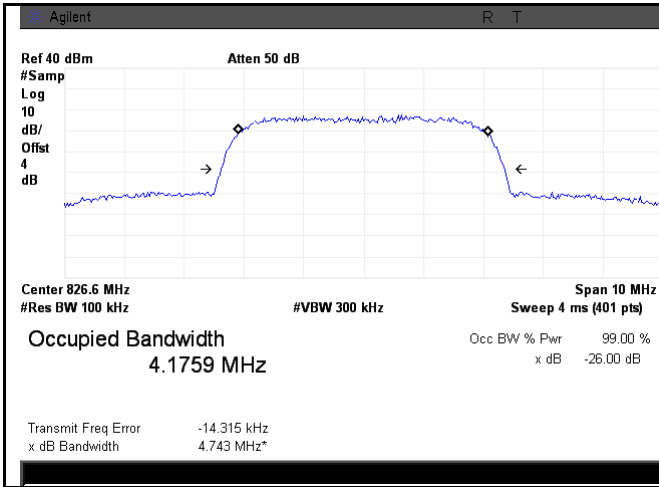 Agilent R T
Ref 40 dBm Atten 50 dB
#Samp
Log
10
dB/
Offst
4
dB
Center 826.6 MHz Span 10 MHz
#Res BW 100 kHz #VBW 300 kHz Sweep 4 ms (401 pts)
Occupied Bandwidth Occ BW % Pwr 99.00 %
4.1759 MHz x dB -26.00 dB
Transmit Freq Error -14.315 kHz
x dB Bandwidth 4.743 MHz*